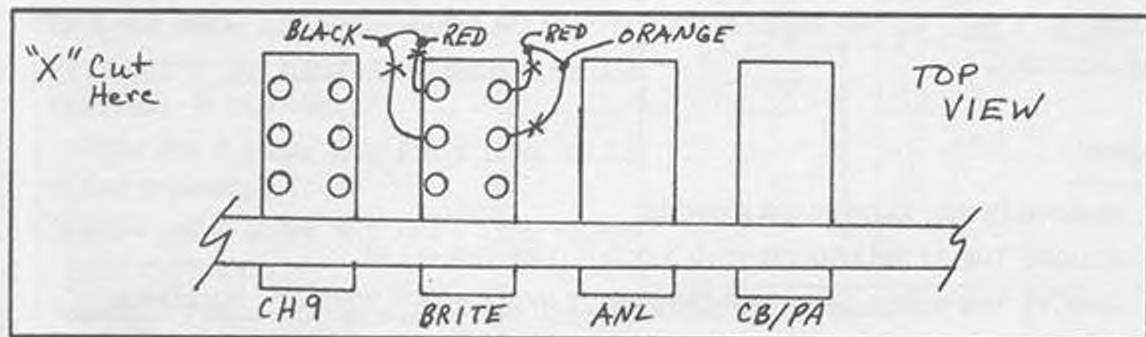 BLACK RED RED ORANGE
"X" Cut
Here
TOP
VIEW
CH9 BRITE ANL CB/PA